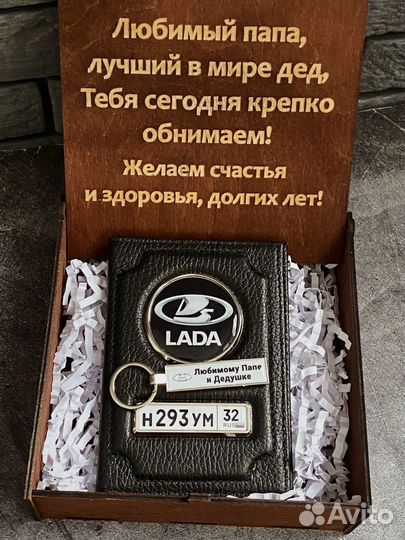 Любимый папа,
лучший в мире дед,
Тебя сегодня крепко
обнимаем!
Желаем счастья
и здоровья, долгих лет!
LADA
Любимому Папе
и Дедушке
Н293УМ 32
RUS
Avito